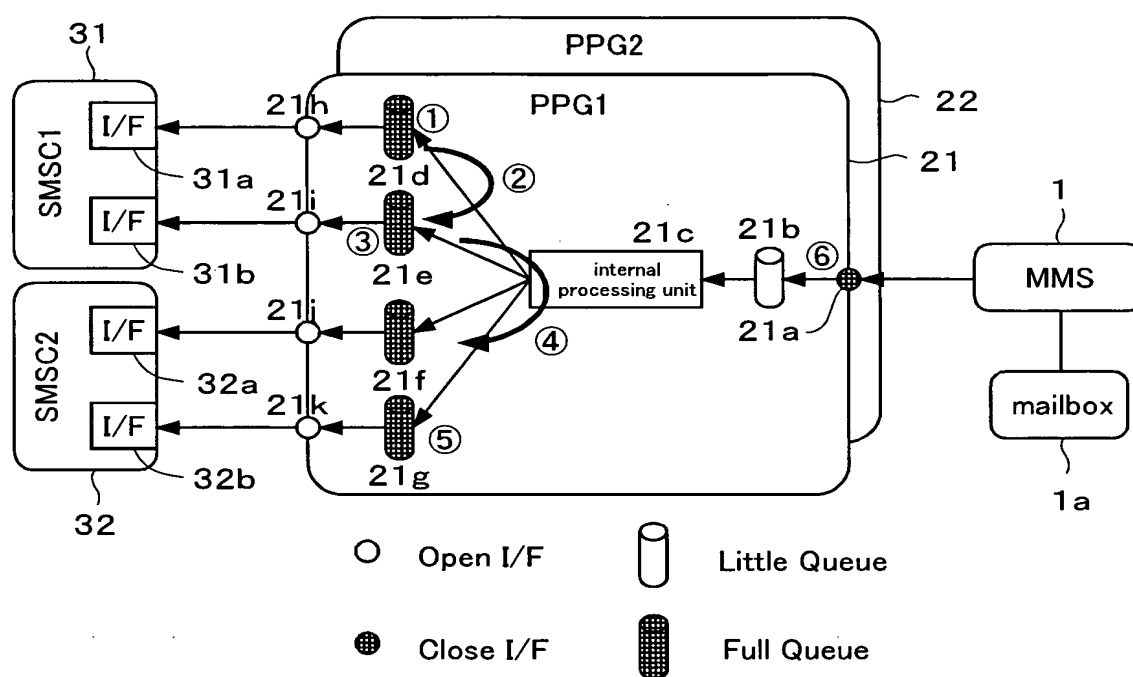 31
PPG2
PPG1
22
21
SMSC1
I/F
31a
I/F
31b
21h
①
21d
②
21i
③
21e
21c
internal
processing unit
21b
⑥
21a
1
MMS
mailbox
1a
SMSC2
I/F
32a
I/F
32b
32
21j
21f
④
21k
⑤
21g
Open I/F
Little Queue
Close I/F
Full Queue